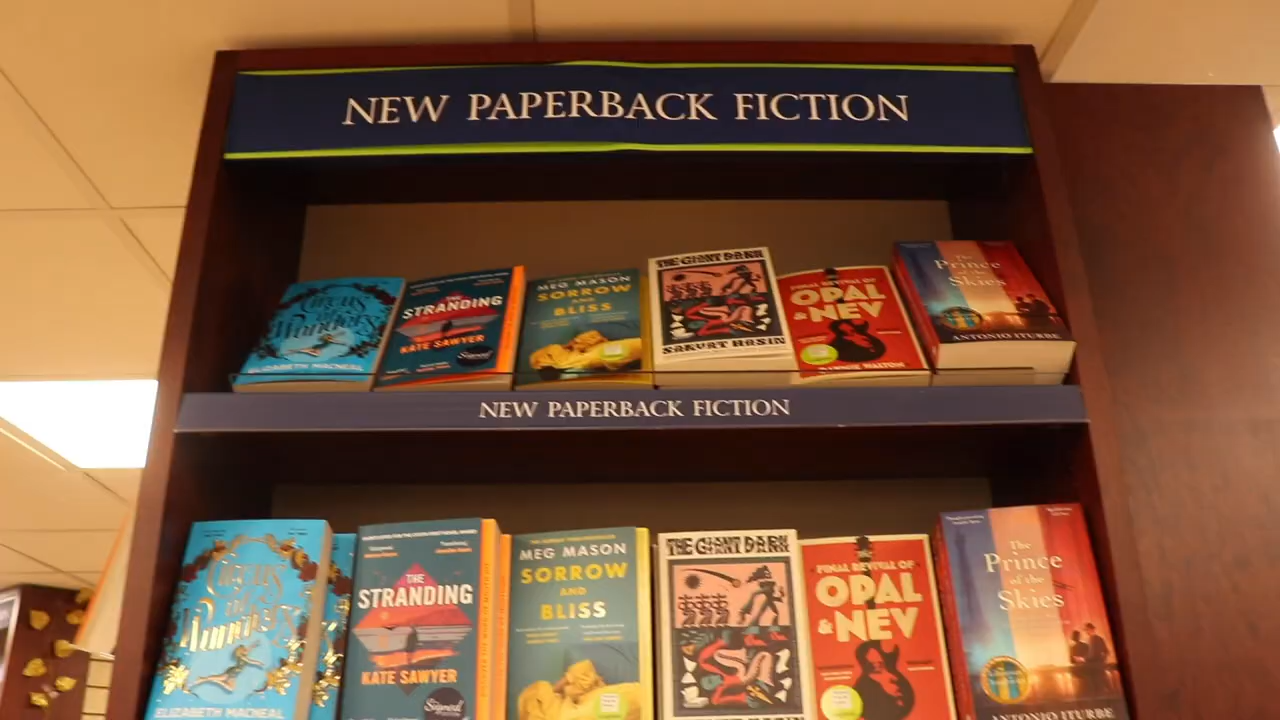 NEW PAPERBACK FICTION
Circus
of
Wonders
ELIZABETH MACNEAL
THE
STRANDING
KATE SAWYER
Signed
MEG MASON
SORROW
AND
BLISS
THE GIANT DARK
SARVAT HASIN
FINAL REVIVAL OF
OPAL
& NEV
WALTON
The
Prince
of the
Skies
ANTONIO ITURBE
NEW PAPERBACK FICTION
Circus
of
Wonders
ELIZABETH MACNEAL
THE
STRANDING
KATE SAWYER
Signed
MEG MASON
SORROW
AND
BLISS
THE GIANT DARK
FINAL REVIVAL OF
OPAL
& NEV
The
Prince
of the
Skies
ANTONIO ITURBE